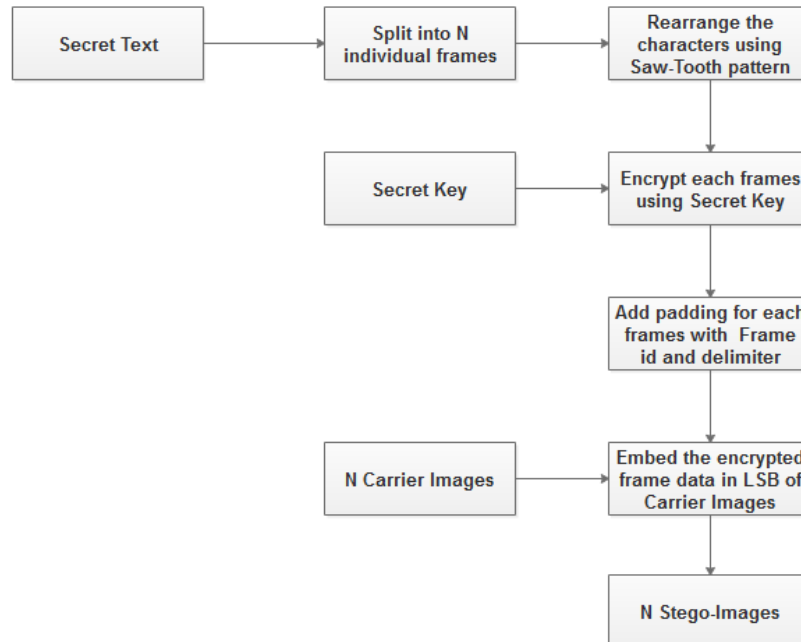 Secret Text
Split into N
individual frames
Rearrange the
characters using
Saw-Tooth pattern
Secret Key
Encrypt each frames
using Secret Key
Add padding for each
frames with Frame
id and delimiter
N Carrier Images
Embed the encrypted
frame data in LSB of
Carrier Images
N Stego-Images